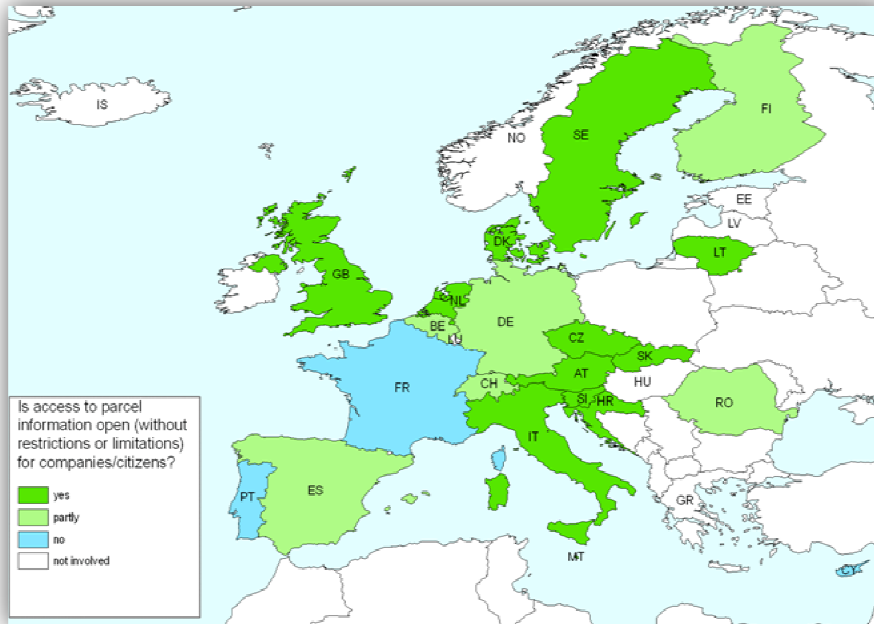 IS
NO
SE
FI
EE
LV
LT
DK
GB
NL
BE
LU
DE
CZ
SK
AT
HU
CH
FR
SI
HR
RO
IT
PT
ES
GR
MT
CY
Is access to parcel
information open (without
restrictions or limitations)
for companies/citizens?
yes
partly
no
not involved